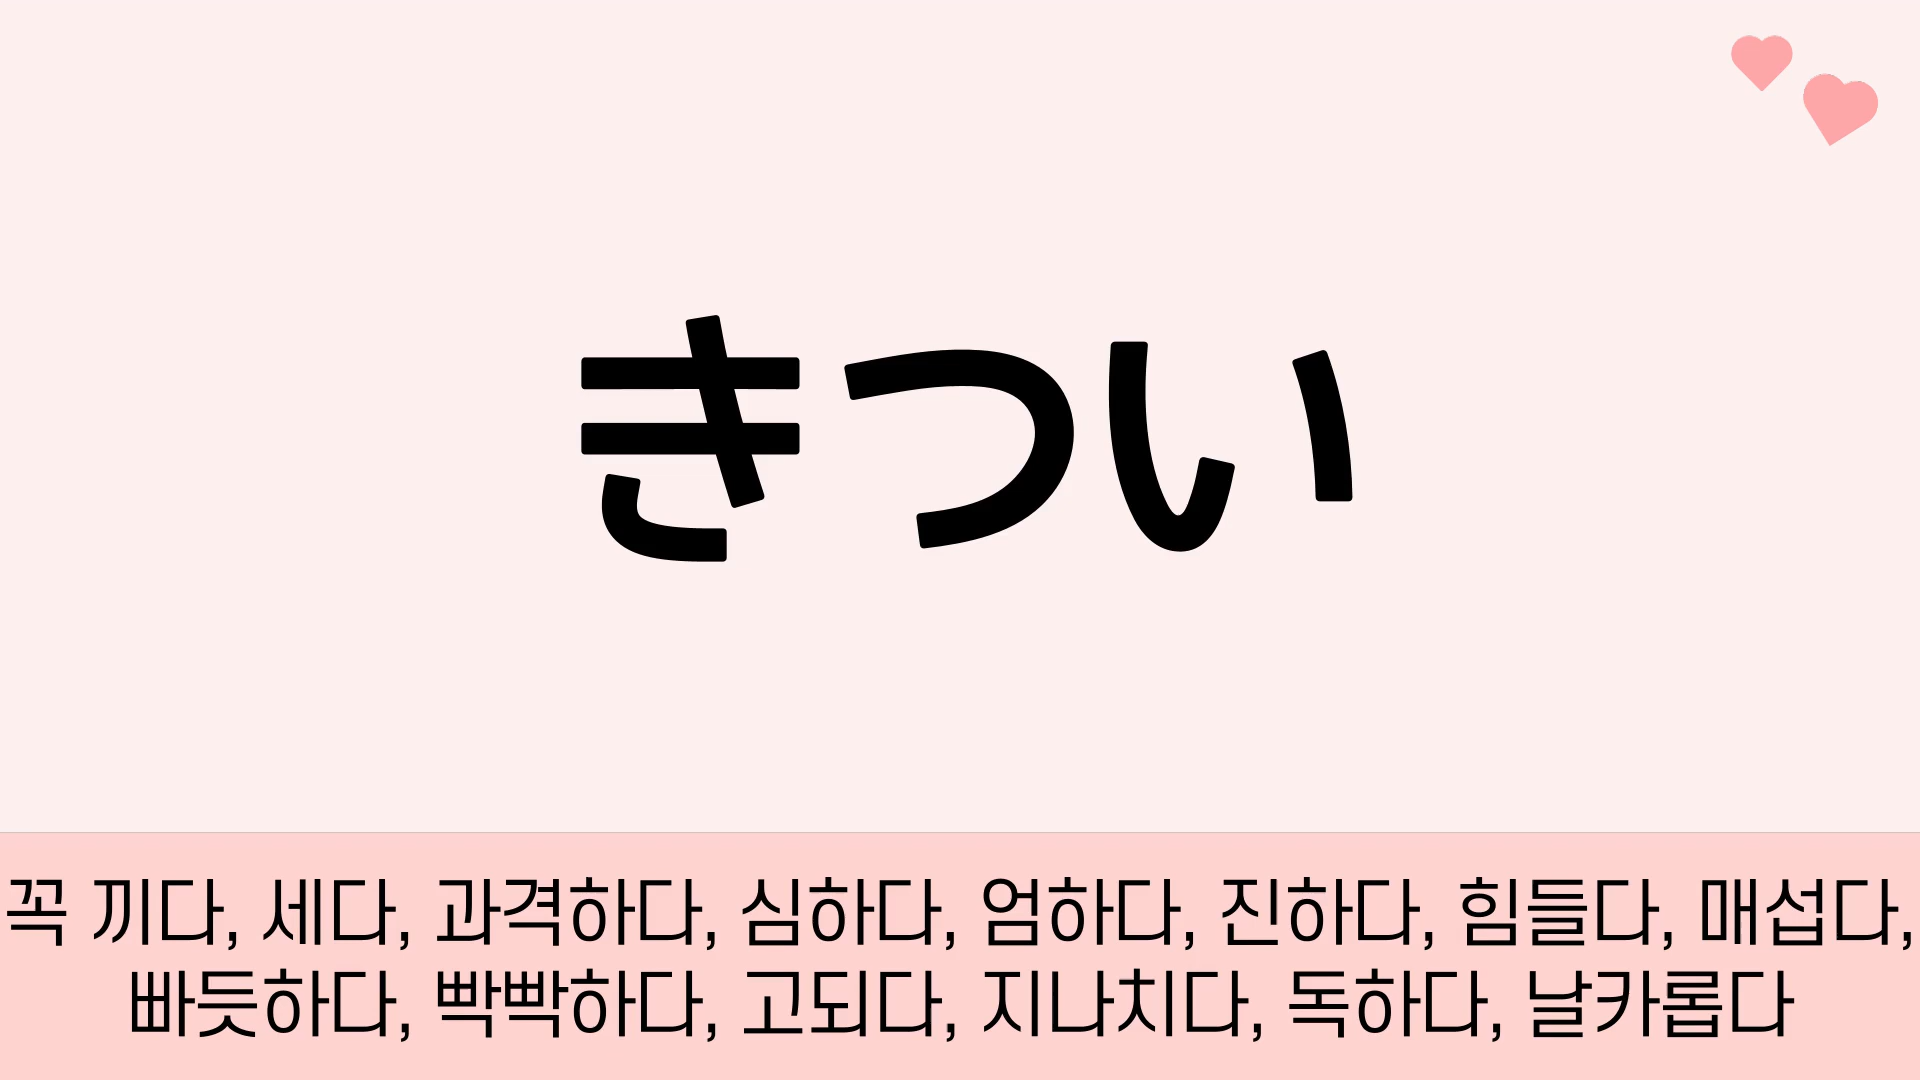 きつい
꼭 끼다, 세다, 과격하다, 심하다, 엄하다, 진하다, 힘들다, 매섭다,
빠듯하다, 빡빡하다, 고되다, 지나치다, 독하다, 날카롭다